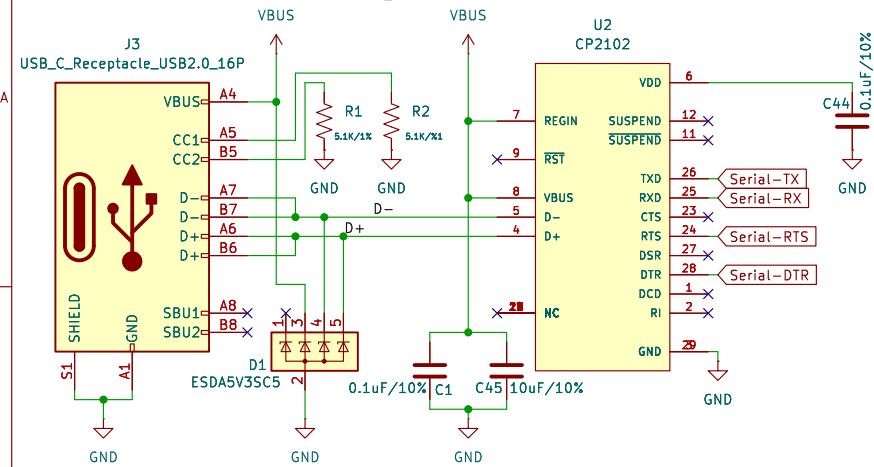 VBUS
VBUS
U2
CP2102
J3
USB_C_Receptacle_USB2.0_16P
A
VBUS A4
CC1 A5
CC2 B5
D- A7
D- B7
D+ A6
D+ B6
SBU1 A8
SBU2 B8
SHIELD
GND
S1
A1
GND
R1
5.1K/1%
R2
5.1K/%1
GND
GND
D-
D+
1 3 4 5
D1
ESDA5V3SC5
2
GND
0.1uF/10% C1
C45 10uF/10%
GND
7 REGIN
9 RST
8 VBUS
5 D-
4 D+
NC
VDD 6
SUSPEND 12
SUSPEND 11
TXD 26 Serial-TX
RXD 25 Serial-RX
CTS 23
RTS 24 Serial-RTS
DSR 27
DTR 28 Serial-DTR
DCD 1
RI 2
GND
GND
C44
0.1uF/10%
GND